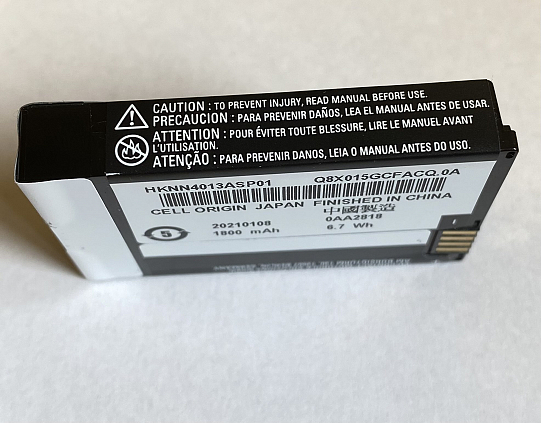 CAUTION : TO PREVENT INJURY, READ MANUAL BEFORE USE.
PRECAUCION : PARA PREVENIR DAÑOS, LEA EL MANUAL ANTES DE USAR.
ATTENTION : POUR ÉVITER TOUTE BLESSURE, LIRE LE MANUEL AVANT
L'UTILISATION.
ATENÇÃO : PARA PREVENIR DANOS, LEIA O MANUAL ANTES DO USO.
HKNN4013ASP01 Q8X015GCFACQ.0A
CELL ORIGIN JAPAN FINISHED IN CHINA
中國製造
20210108 0AA2818
1800 mAh 6.7 Wh
5